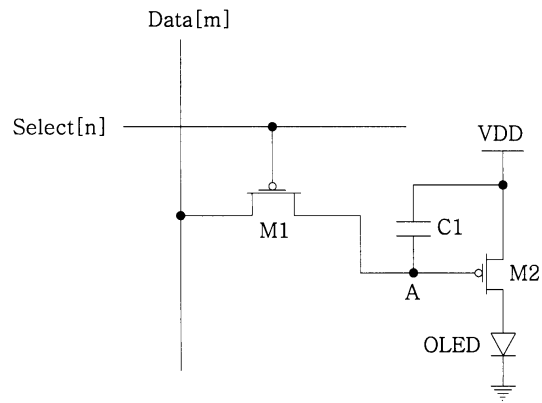 Data[m]
Select[n]
VDD
M1
C1
A
M2
OLED